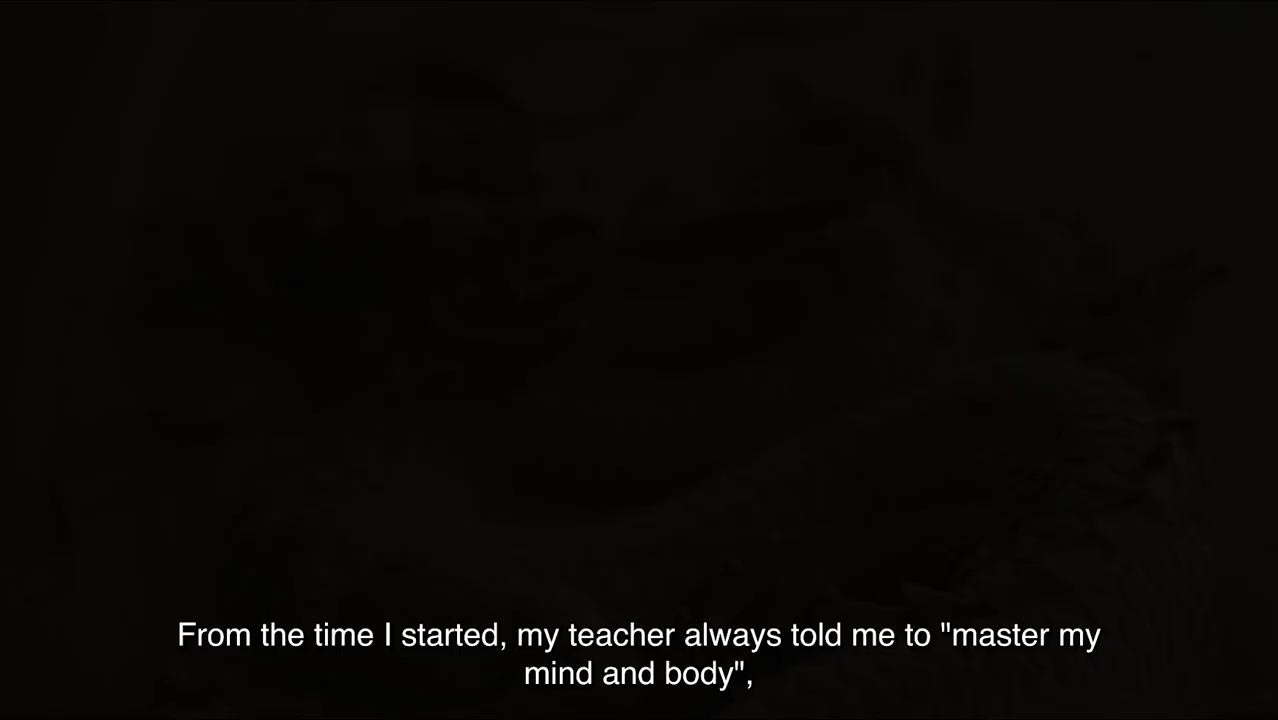 From the time I started, my teacher always told me to "master my
mind and body",